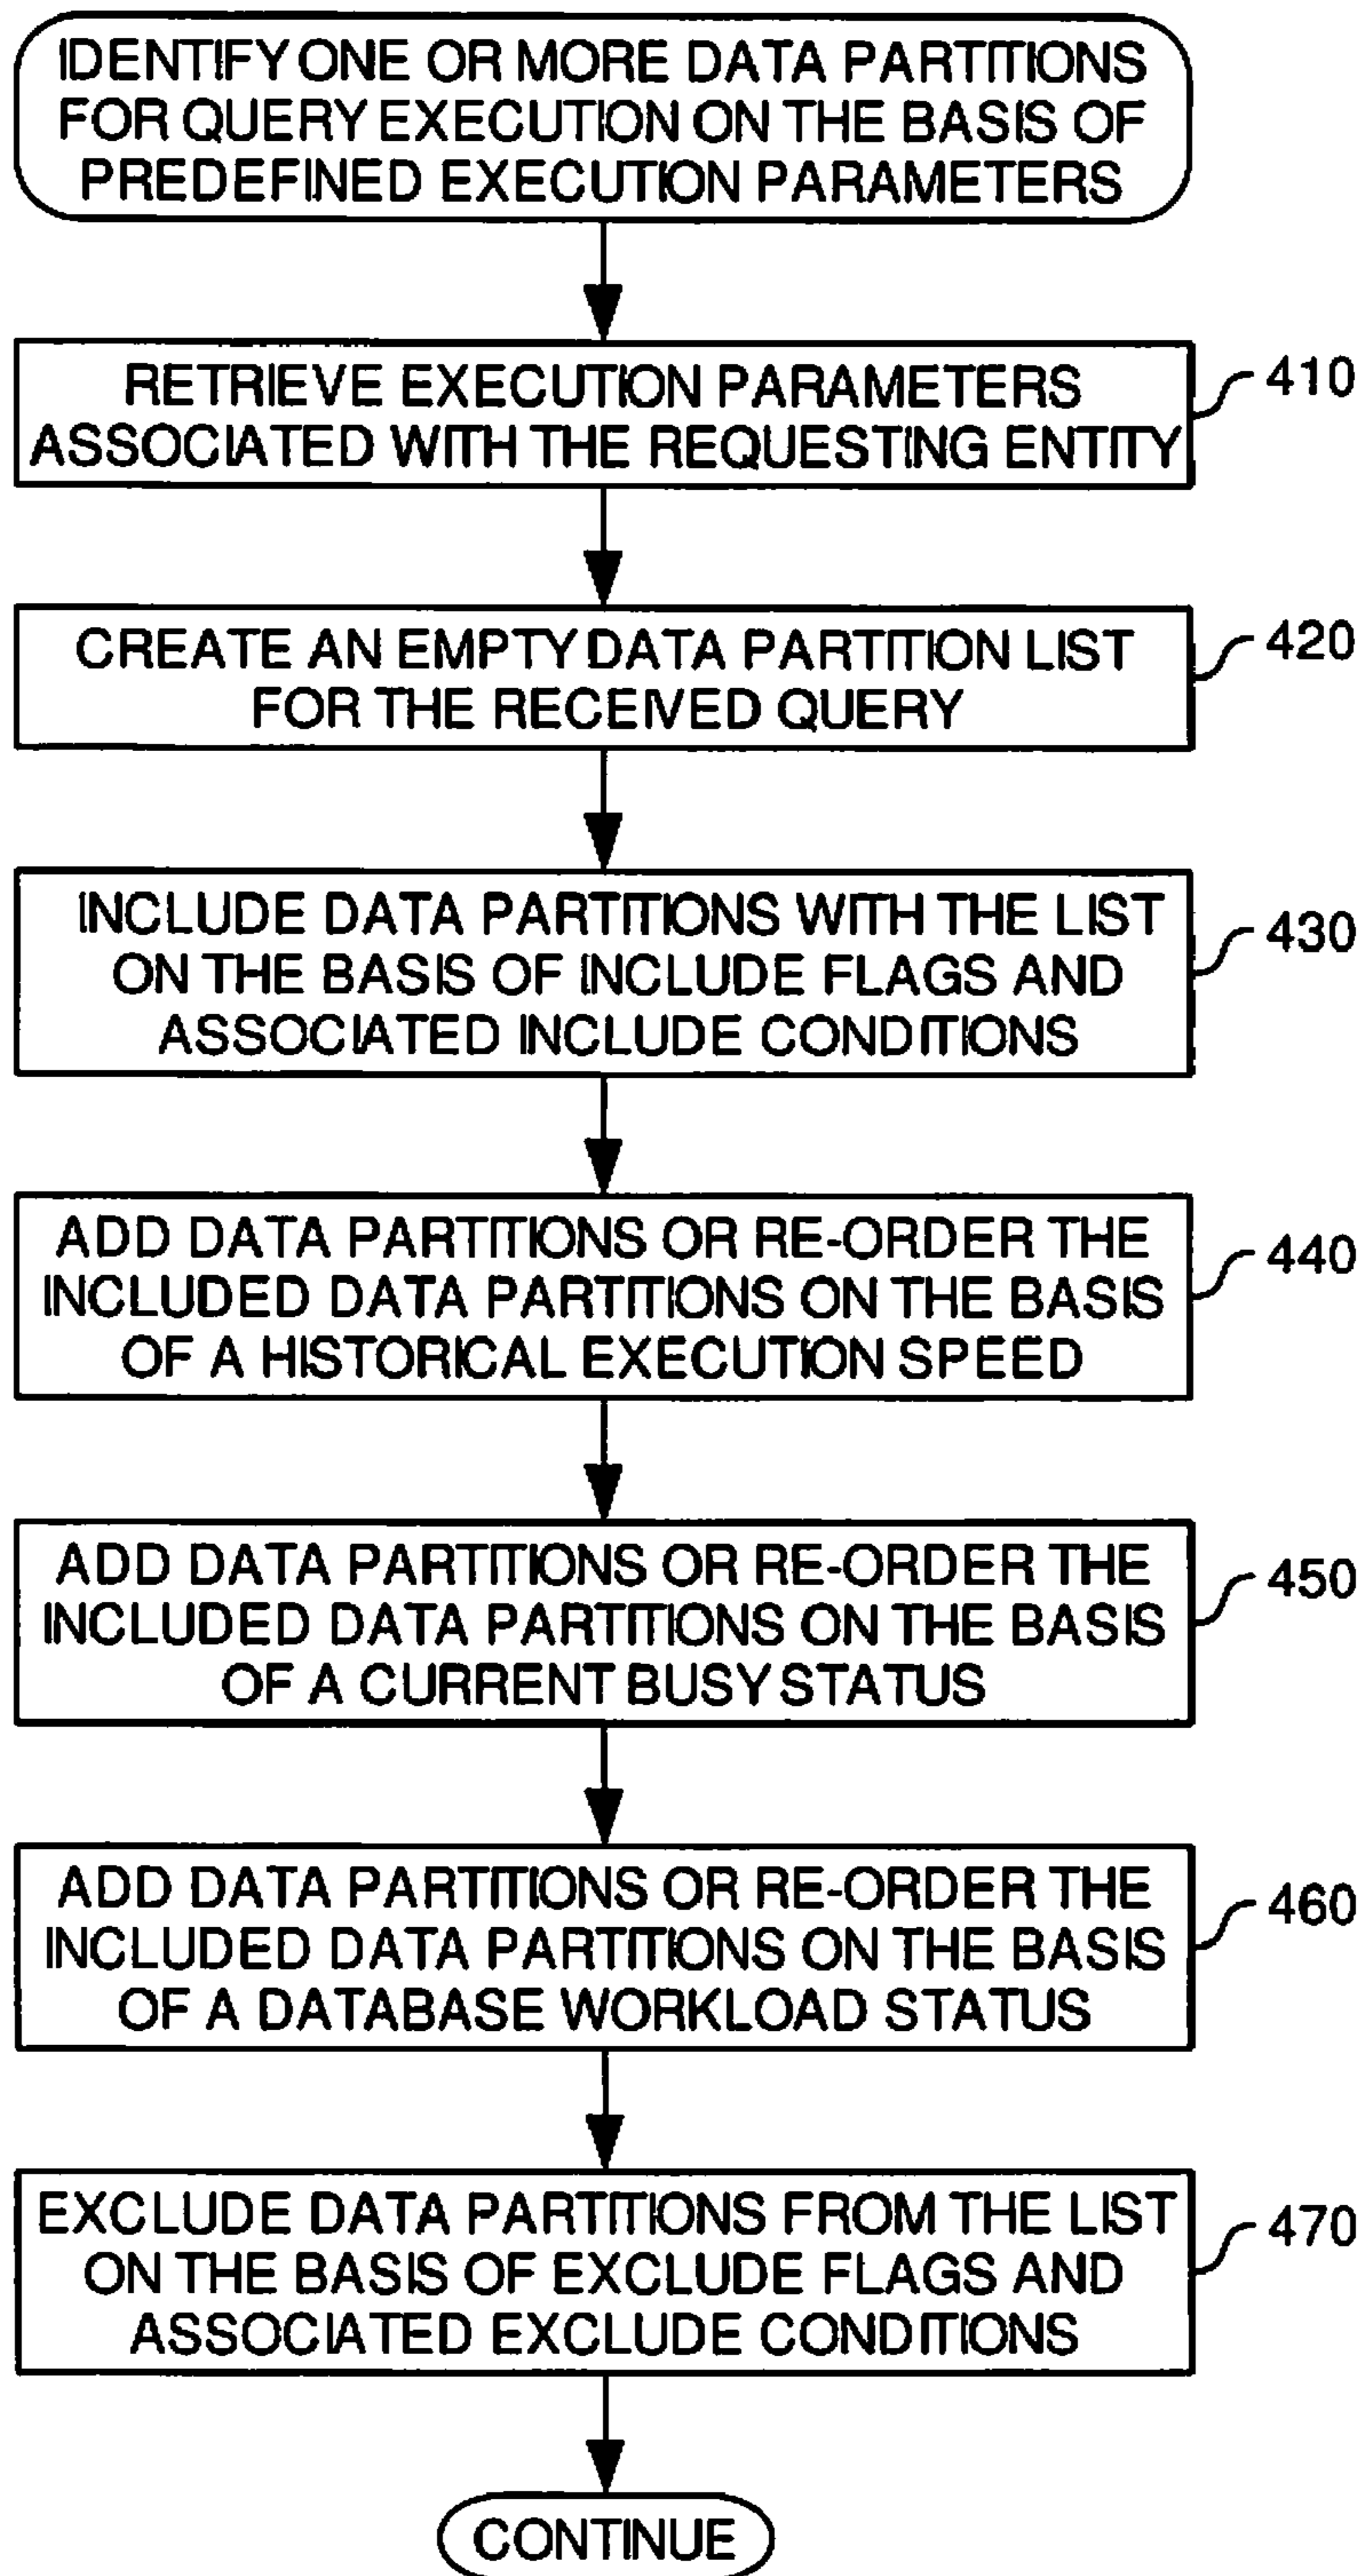 IDENTIFY ONE OR MORE DATA PARTITIONS
FOR QUERY EXECUTION ON THE BASIS OF
PREDEFINED EXECUTION PARAMETERS
RETRIEVE EXECUTION PARAMETERS
ASSOCIATED WITH THE REQUESTING ENTITY
410
CREATE AN EMPTY DATA PARTITION LIST
FOR THE RECEIVED QUERY
420
INCLUDE DATA PARTITIONS WITH THE LIST
ON THE BASIS OF INCLUDE FLAGS AND
ASSOCIATED INCLUDE CONDITIONS
430
ADD DATA PARTITIONS OR RE-ORDER THE
INCLUDED DATA PARTITIONS ON THE BASIS
OF A HISTORICAL EXECUTION SPEED
440
ADD DATA PARTITIONS OR RE-ORDER THE
INCLUDED DATA PARTITIONS ON THE BASIS
OF A CURRENT BUSY STATUS
450
ADD DATA PARTITIONS OR RE-ORDER THE
INCLUDED DATA PARTITIONS ON THE BASIS
OF A DATABASE WORKLOAD STATUS
460
EXCLUDE DATA PARTITIONS FROM THE LIST
ON THE BASIS OF EXCLUDE FLAGS AND
ASSOCIATED EXCLUDE CONDITIONS
470
CONTINUE